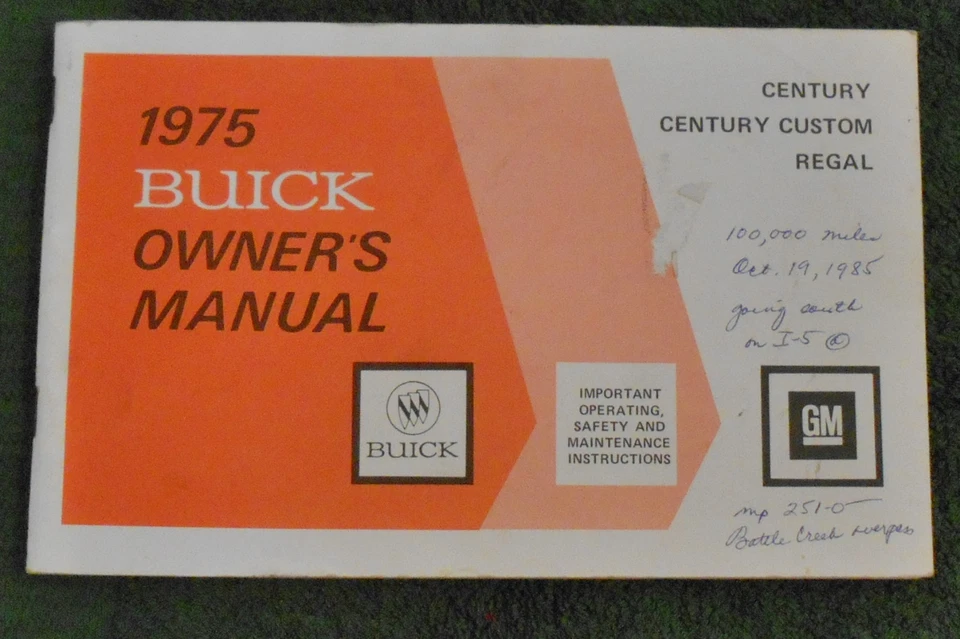 1975
BUICK
OWNER'S
MANUAL
BUICK
IMPORTANT
OPERATING,
SAFETY AND
MAINTENANCE
INSTRUCTIONS
CENTURY
CENTURY CUSTOM
REGAL
100,000 miles
Oct. 19, 1985
going south
on I-5 @
GM
mp 251-0
Battle Creek overpass